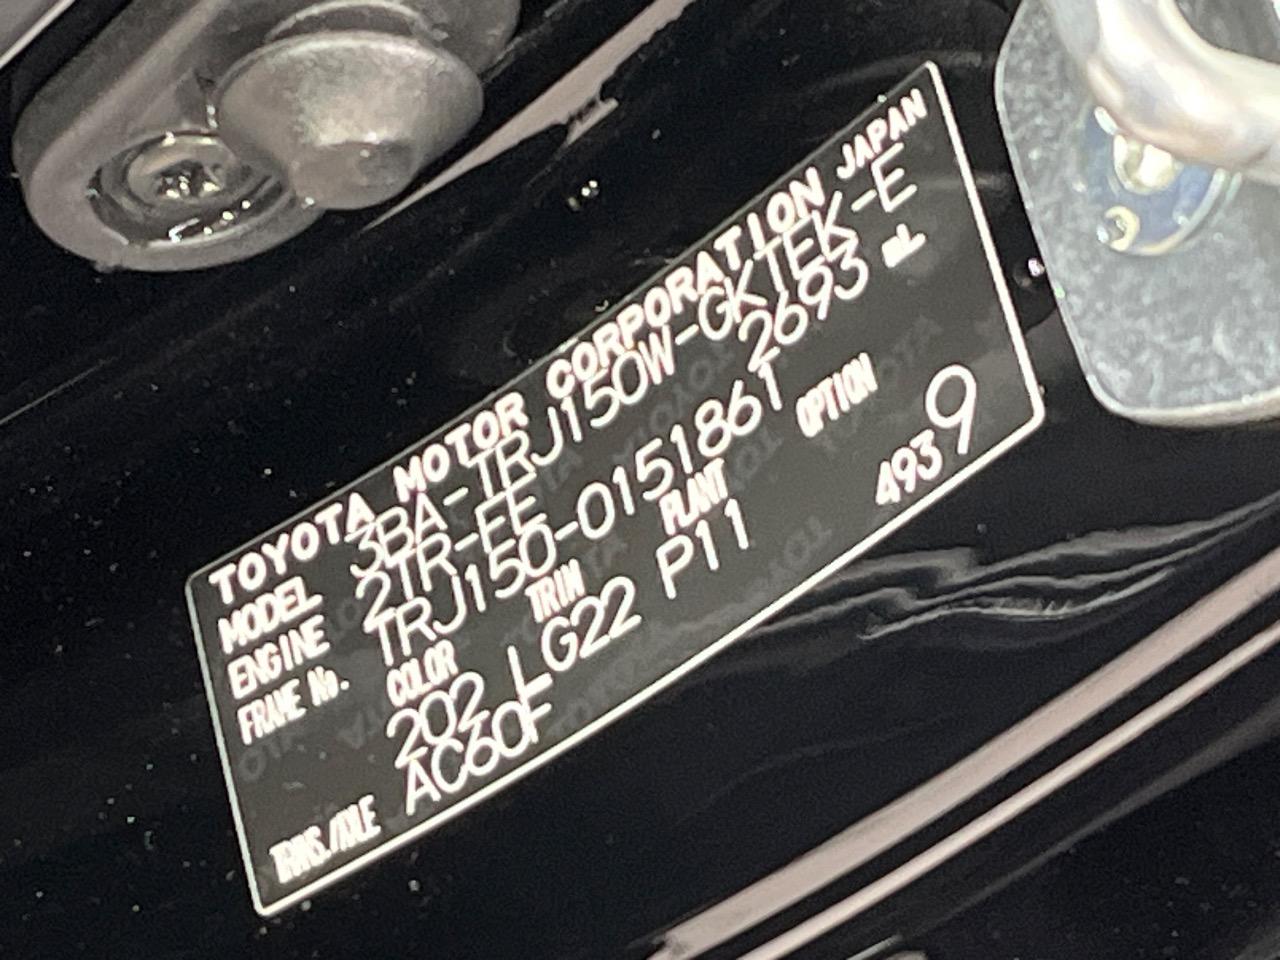 TOYOTA MOTOR CORPORATION JAPAN
MODEL 3BA-TRJ150W-GKTEK-E
ENGINE 2TR-FE 2693 mL
FRAME No. TRJ150-0151861
COLOR TRIM PLANT OPTION
202 LG22 P11 4939
TRANS./AXLE AC60F